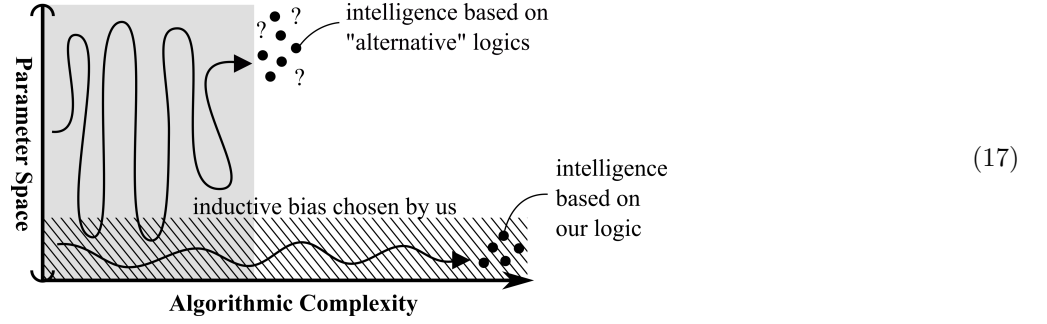 intelligence based on
"alternative" logics
?
?
?
Parameter Space
intelligence
based on
our logic
(17)
inductive bias chosen by us
Algorithmic Complexity